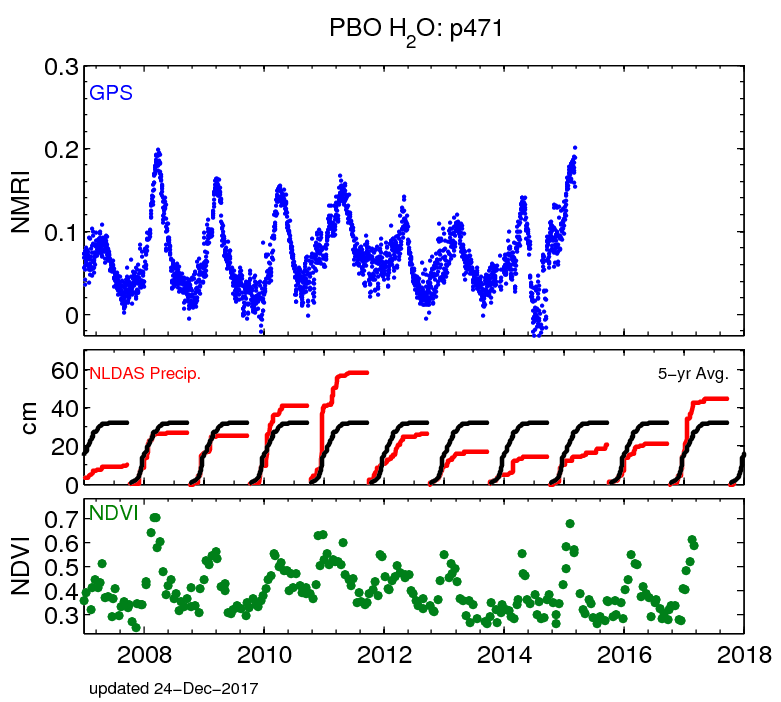 PBO H2O: p471
0.3
GPS
0.2
NMRI
0.1
0
60
NLDAS Precip.
5-yr Avg.
40
cm
20
0
0.7
NDVI
0.6
NDVI
0.5
0.4
0.3
2008 2010 2012 2014 2016 2018
updated 24-Dec-2017